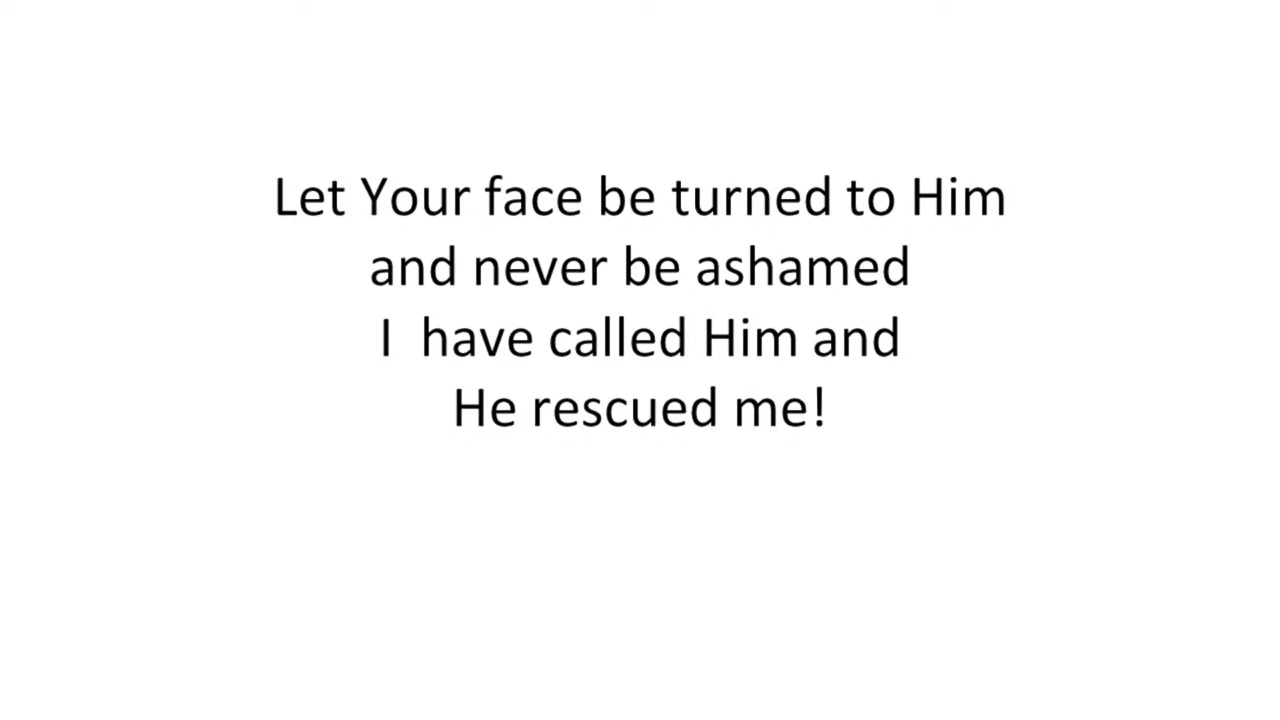 Let Your face be turned to Him
and never be ashamed
I  have called Him and
He rescued me!